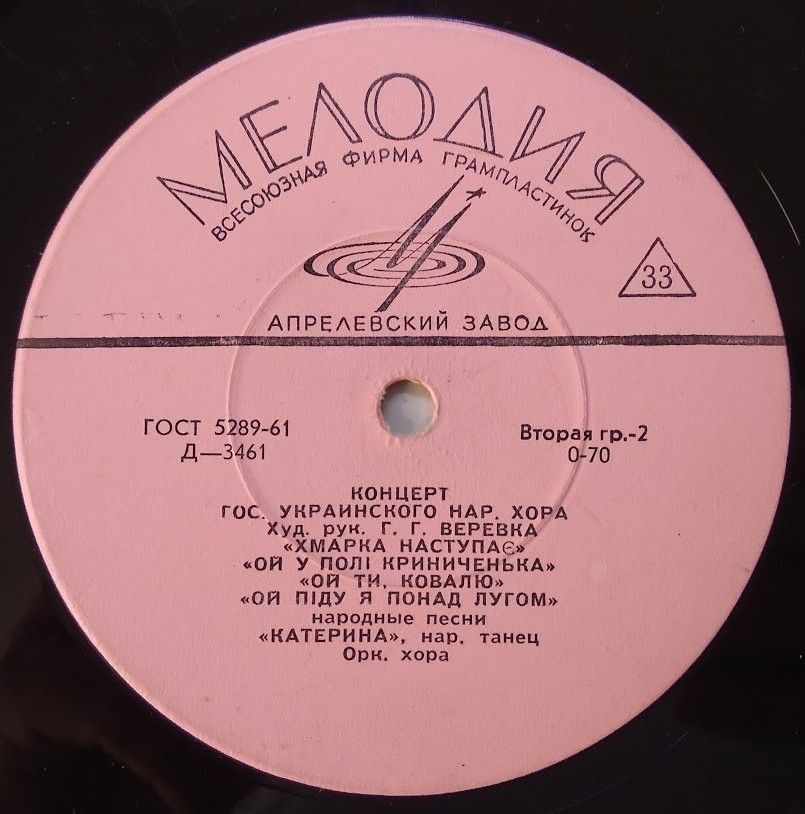 МЕЛОДИЯ
ВСЕСОЮЗНАЯ ФИРМА ГРАМПЛАСТИНОК
33
АПРЕЛЕВСКИЙ ЗАВОД
ГОСТ 5289-61
Д—3461
Вторая гр.-2
0-70
КОНЦЕРТ
ГОС. УКРАИНСКОГО НАР. ХОРА
Худ. рук. Г. Г. ВЕРЕВКА
«ХМАРКА НАСТУПАЄ»
«ОЙ У ПОЛІ КРИНИЧЕНЬКА»
«ОЙ ТИ, КОВАЛЮ»
«ОЙ ПІДУ Я ПОНАД ЛУГОМ»
народные песни
«КАТЕРИНА», нар. танец
Орк. хора